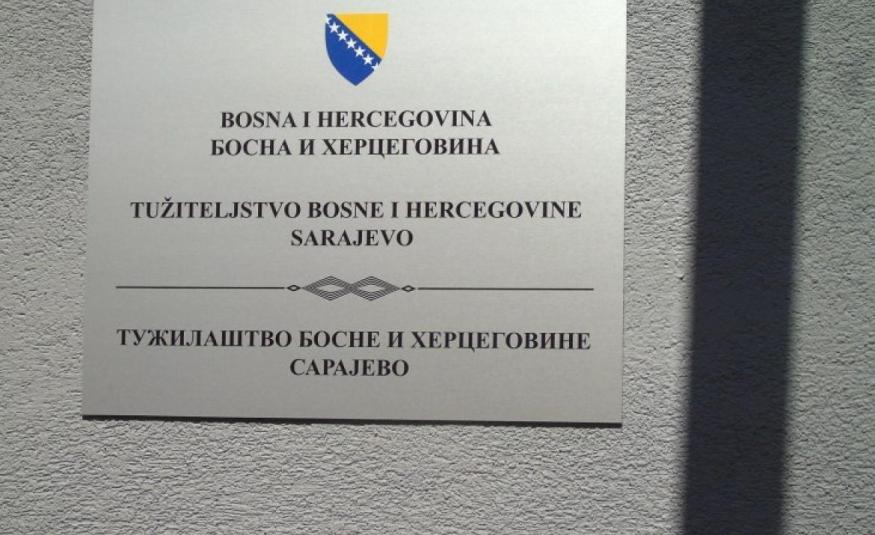 BOSNA I HERCEGOVINA
БОСНА И ХЕРЦЕГОВИНА
TUŽITELJSTVO BOSNE I HERCEGOVINE
SARAJEVO
ТУЖИЛАШТВО БОСНЕ И ХЕРЦЕГОВИНЕ
САРАЈЕВО